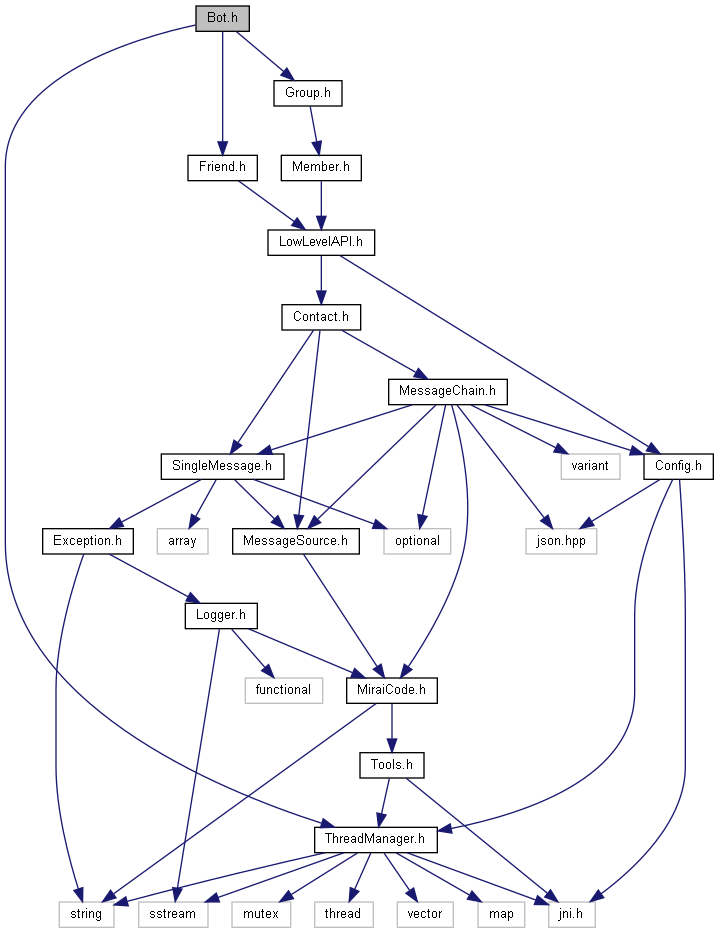 Bot.h
Group.h
Friend.h
Member.h
LowLevelAPI.h
Contact.h
MessageChain.h
SingleMessage.h
variant
Config.h
Exception.h
array
MessageSource.h
optional
json.hpp
Logger.h
functional
MiraiCode.h
Tools.h
ThreadManager.h
string
sstream
mutex
thread
vector
map
jni.h